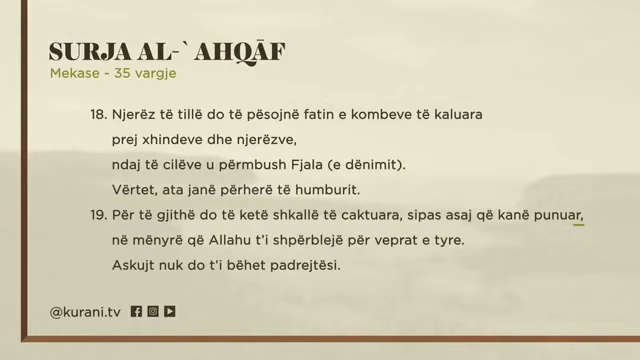 SURJA AL-`AHQĀF
Mekase - 35 vargje
18. Njerëz të tillë do të pësojnë fatin e kombeve të kaluara
prej xhindeve dhe njerëzve,
ndaj të cilëve u përmbush Fjala (e dënimit).
Vërtet, ata janë përherë të humburit.
19. Për të gjithë do të ketë shkallë të caktuara, sipas asaj që kanë punuar,
në mënyrë që Allahu t'i shpërblejë për veprat e tyre.
Askujt nuk do t'i bëhet padrejtësi.
@kurani.tv